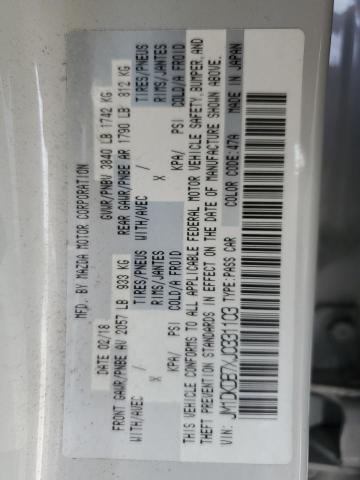 MFD. BY MAZDA MOTOR CORPORATION
GVWR/PNBV 3840 LB 1742 KG
DATE 02/18
FRONT GAWR/PNBE AV 2057 LB 933 KG
REAR GAWR/PNBE AR 1790 LB 812 KG
WITH/AVEC / TIRES/PNEUS WITH/AVEC / TIRES/PNEUS
X RIMS/JANTES X RIMS/JANTES
KPA/ PSI COLD/A FROID KPA/ PSI COLD/A FROID
THIS VEHICLE CONFORMS TO ALL APPLICABLE FEDERAL MOTOR VEHICLE SAFETY, BUMPER, AND
THEFT PREVENTION STANDARDS IN EFFECT ON THE DATE OF MANUFACTURE SHOWN ABOVE.
VIN: TYPE:PASS CAR COLOR CODE:47A MADE IN JAPAN